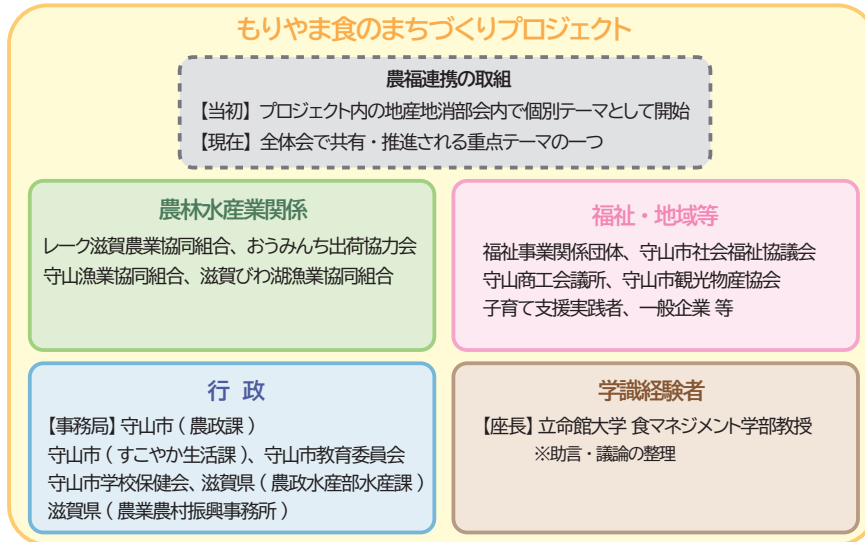 もりやま食のまちづくりプロジェクト
農福連携の取組
【当初】プロジェクト内の地産地消部会内で個別テーマとして開始
【現在】全体会で共有・推進される重点テーマの一つ
農林水産業関係
レーク滋賀農業協同組合、おうみんち出荷協力会
守山漁業協同組合、滋賀びわ湖漁業協同組合
福祉・地域等
福祉事業関係団体、守山市社会福祉協議会
守山商工会議所、守山市観光物産協会
子育て支援実践者、一般企業 等
行 政
【事務局】守山市（農政課）
守山市（すこやか生活課）、守山市教育委員会
守山市学校保健会、滋賀県（農政水産部水産課）
滋賀県（農業農村振興事務所）
学識経験者
【座長】立命館大学 食マネジメント学部教授
※助言・議論の整理